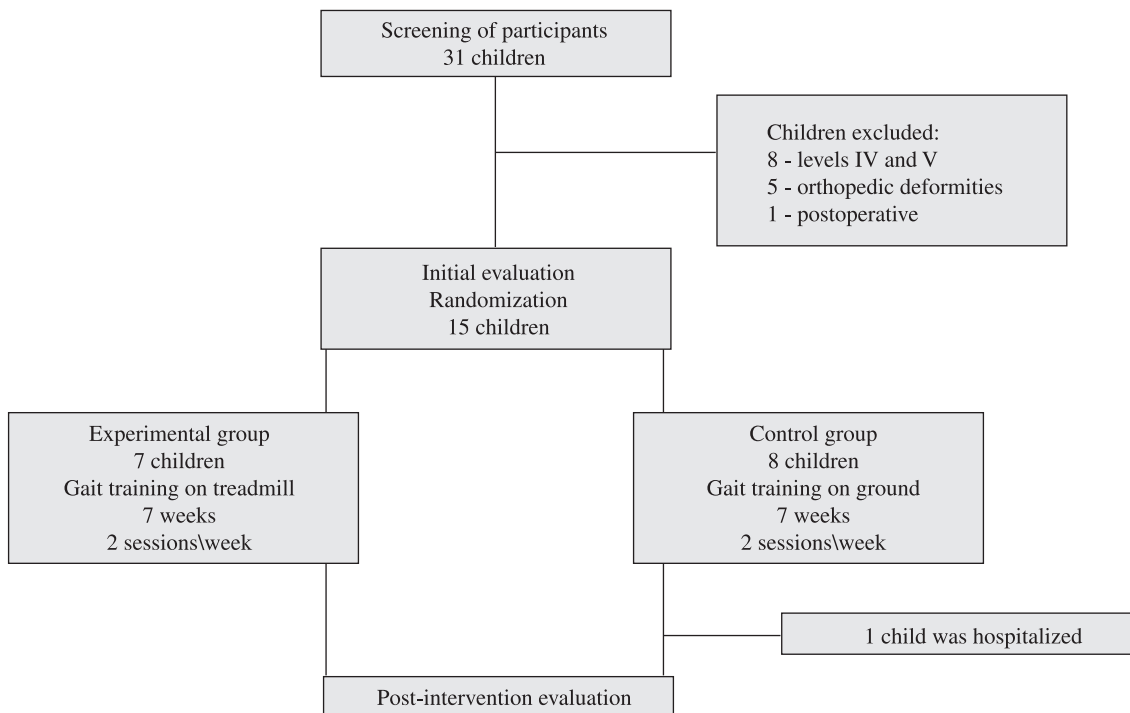 Screening of participants
31 children
Children excluded:
8 - levels IV and V
5 - orthopedic deformities
1 - postoperative
Initial evaluation
Randomization
15 children
Experimental group
7 children
Gait training on treadmill
7 weeks
2 sessions\week
Control group
8 children
Gait training on ground
7 weeks
2 sessions\week
1 child was hospitalized
Post-intervention evaluation